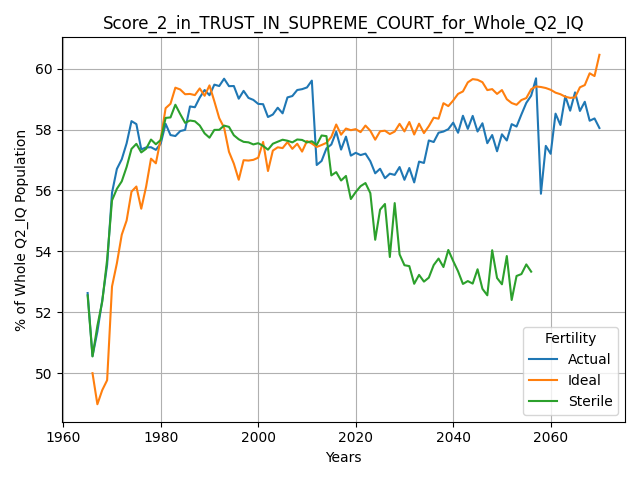 Score_2_in_TRUST_IN_SUPREME_COURT_for_Whole_Q2_IQ
% of Whole Q2_IQ Population
60
58
56
54
52
50
1960
1980
2000
2020
2040
2060
Years
Fertility
Actual
Ideal
Sterile